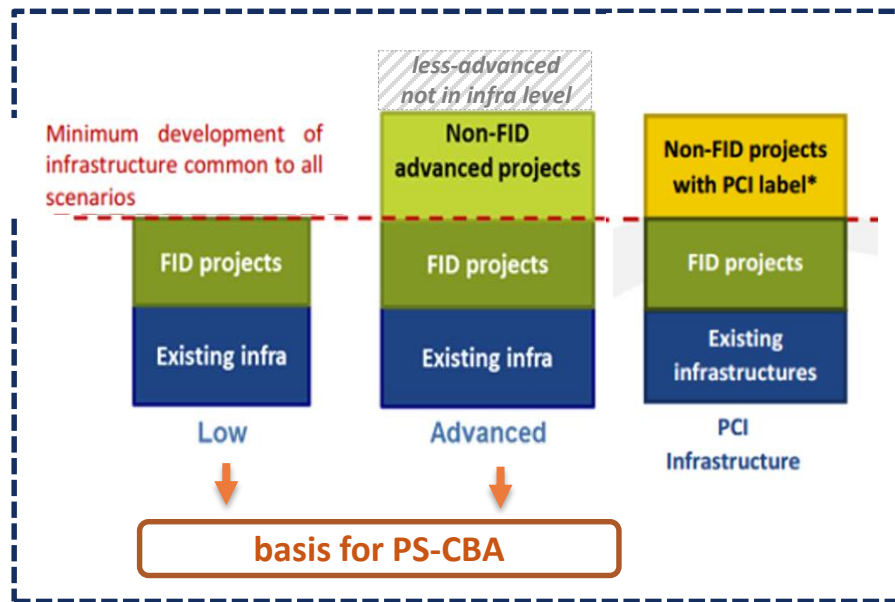 less-advanced
not in infra level
Minimum development of
infrastructure common to all
scenarios
Non-FID
advanced projects
Non-FID projects
with PCI label*
FID projects
FID projects
FID projects
Existing infra
Existing infra
Existing
infrastructures
Low
Advanced
PCI
Infrastructure
basis for PS-CBA